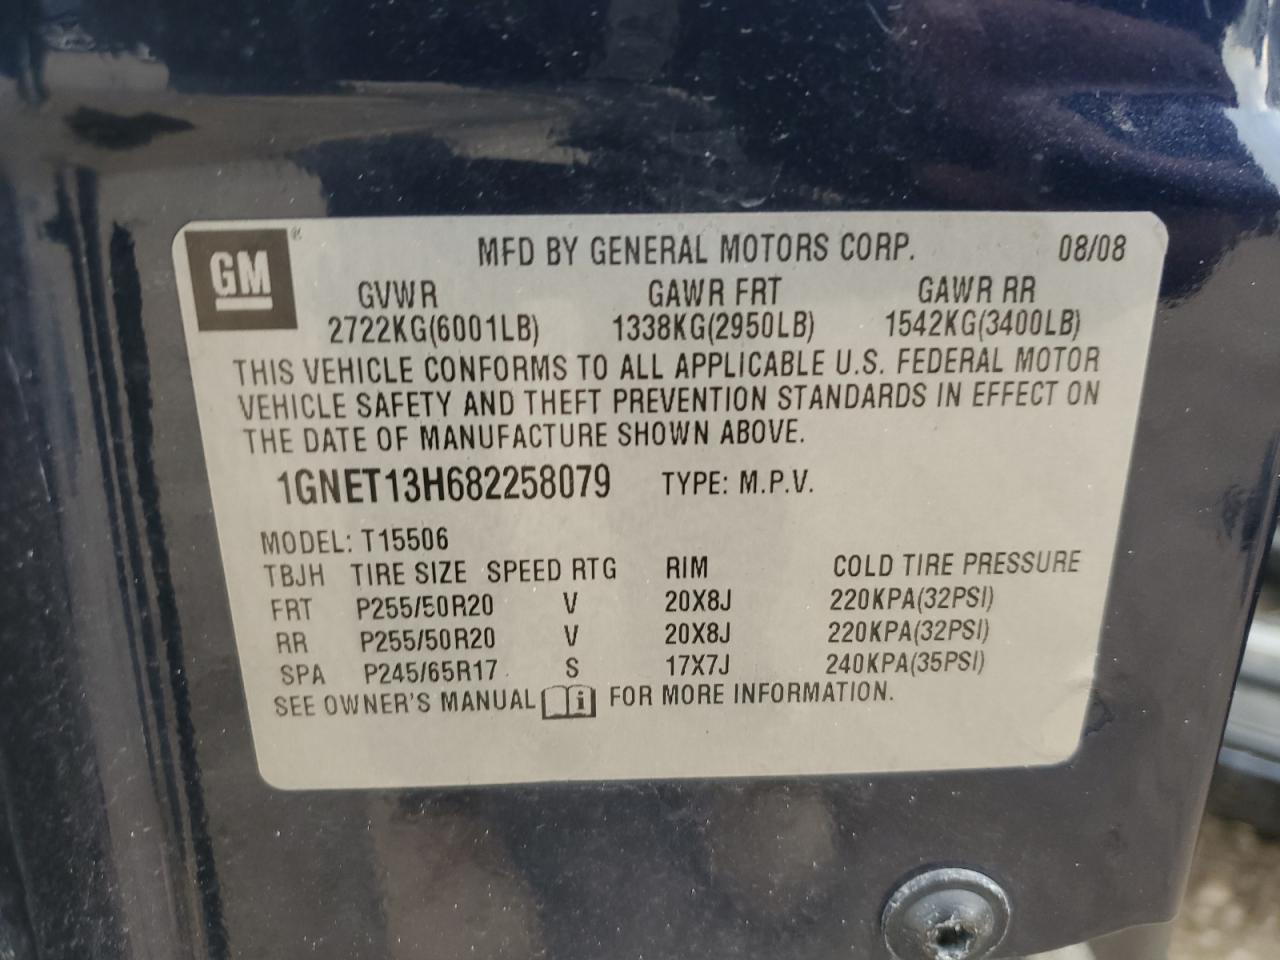 GM® MFD BY GENERAL MOTORS CORP. 08/08
GVWR GAWR FRT GAWR RR
2722KG(6001LB) 1338KG(2950LB) 1542KG(3400LB)
THIS VEHICLE CONFORMS TO ALL APPLICABLE U.S. FEDERAL MOTOR
VEHICLE SAFETY AND THEFT PREVENTION STANDARDS IN EFFECT ON
THE DATE OF MANUFACTURE SHOWN ABOVE.
1GNET13H682258079 TYPE: M.P.V.
MODEL: T15506
TBJH TIRE SIZE SPEED RTG RIM COLD TIRE PRESSURE
FRT P255/50R20 V 20X8J 220KPA(32PSI)
RR P255/50R20 V 20X8J 220KPA(32PSI)
SPA P245/65R17 S 17X7J 240KPA(35PSI)
SEE OWNER'S MANUAL i FOR MORE INFORMATION.